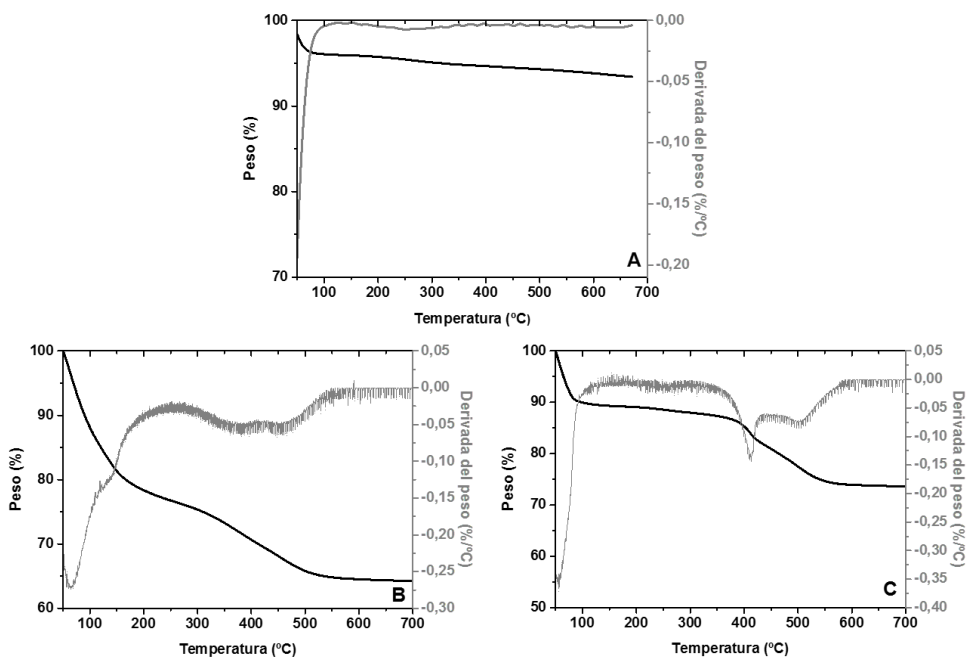 100
90
80
70
Peso (%)
0,00
-0,05
-0,10
-0,15
-0,20
Derivada del peso (%/ºC)
A
100 200 300 400 500 600 700
Temperatura (ºC)
100
90
80
70
60
Peso (%)
0,05
0,00
-0,05
-0,10
-0,15
-0,20
-0,25
-0,30
Derivada del peso (%/ºC)
B
100 200 300 400 500 600 700
Temperatura (ºC)
100
90
80
70
60
50
Peso (%)
0,05
0,00
-0,05
-0,10
-0,15
-0,20
-0,25
-0,30
-0,35
-0,40
Derivada del peso (%/ºC)
C
100 200 300 400 500 600 700
Temperatura (ºC)